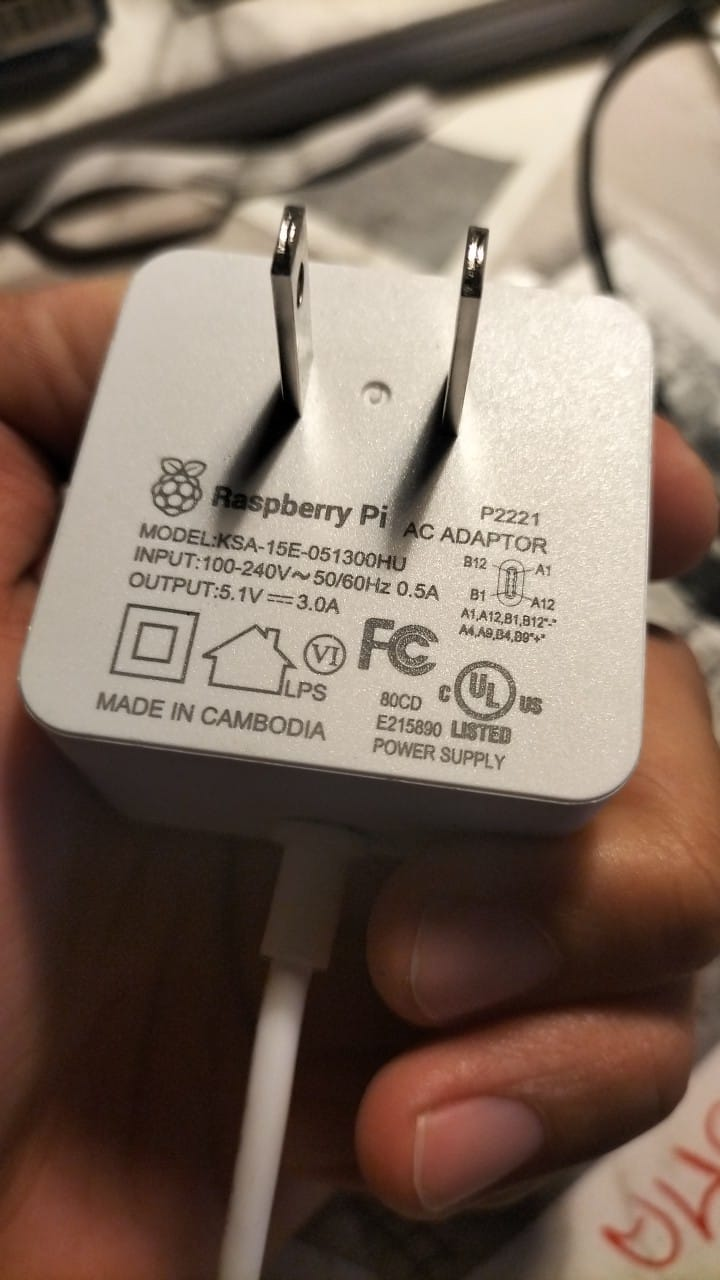 Raspberry Pi
P2221
AC ADAPTOR
MODEL:KSA-15E-051300HU
INPUT:100-240V~50/60Hz 0.5A
OUTPUT:5.1V⎓3.0A
B12 A1
B1 A12
A1,A12,B1,B12"-"
A4,A9,B4,B9"+"
VI
FC
LPS
C UL US
LISTED
80CD
E215890
POWER SUPPLY
MADE IN CAMBODIA